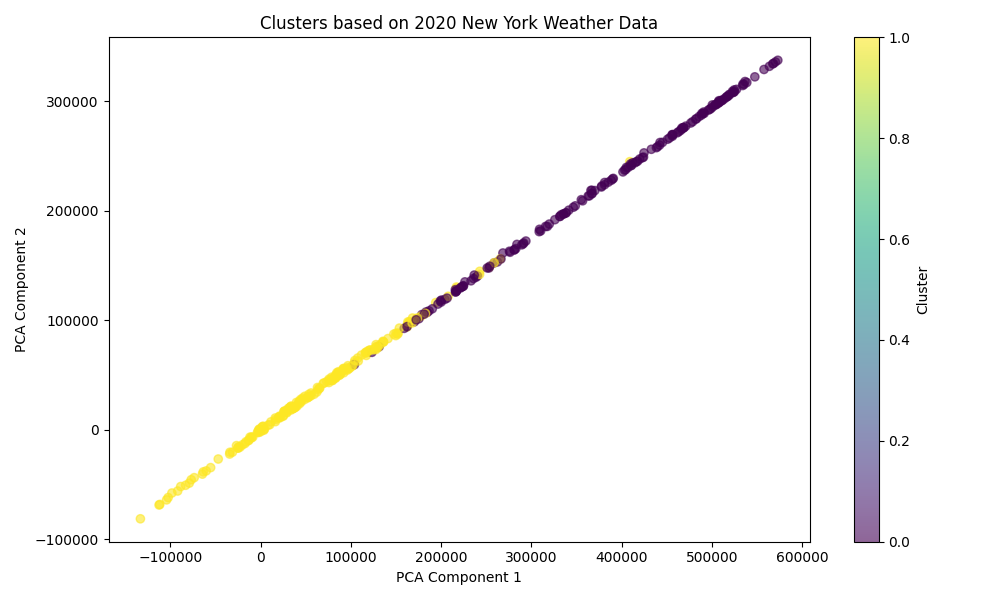 Clusters based on 2020 New York Weather Data
PCA Component 2
300000
200000
100000
0
−100000
−100000 0 100000 200000 300000 400000 500000 600000
PCA Component 1
1.0
0.8
0.6
0.4
0.2
0.0
Cluster